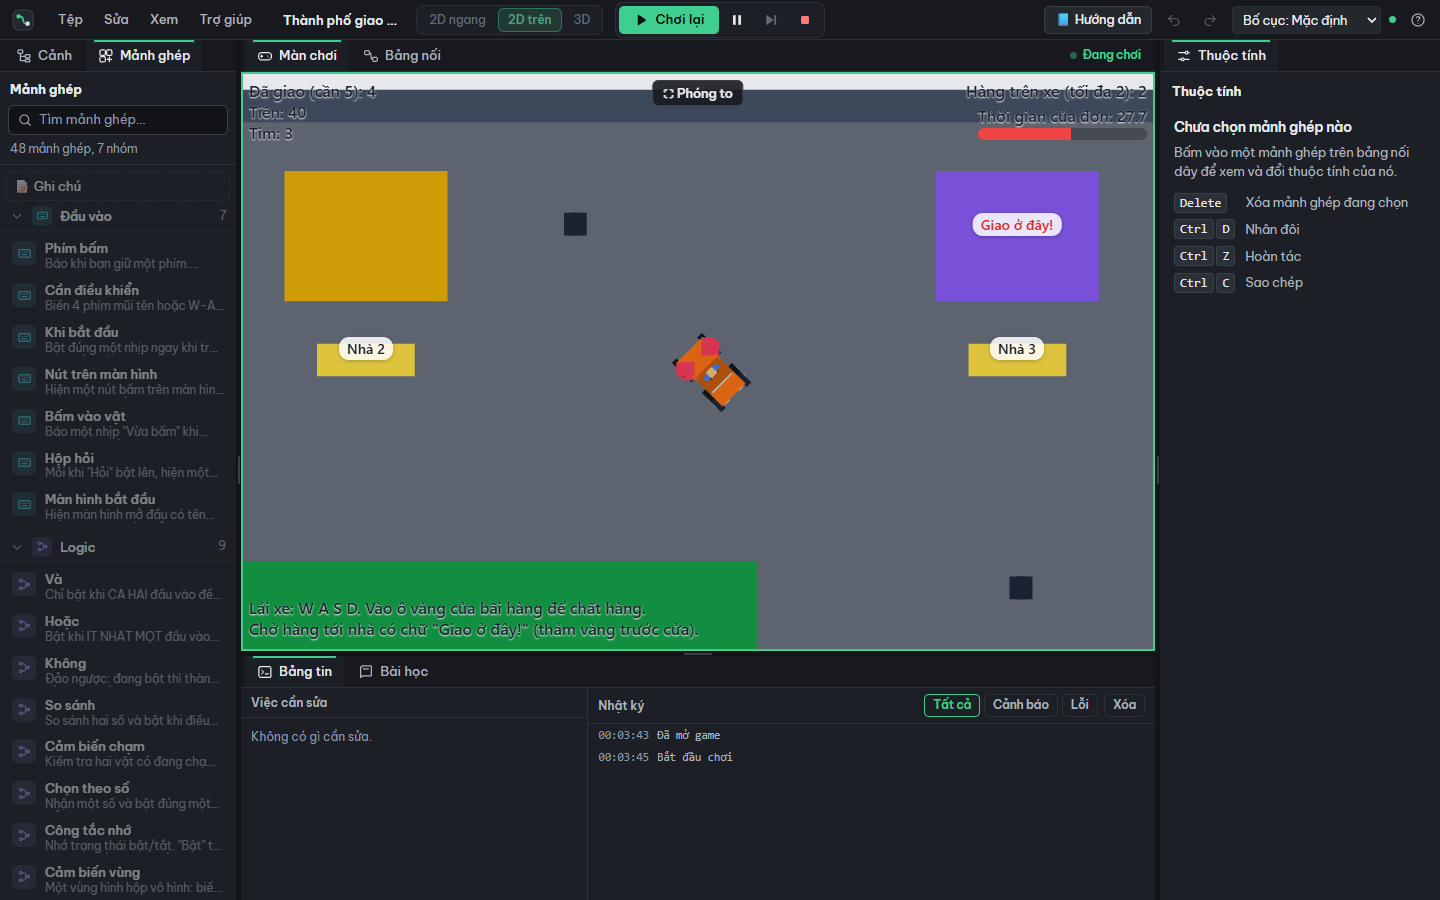 Tệp
Sửa
Xem
Trợ giúp
Thành phố giao ...
2D ngang
2D trên
3D
Chơi lại
Hướng dẫn
Bố cục: Mặc định
Cảnh
Mảnh ghép
Màn chơi
Bảng nối
Đang chơi
Thuộc tính
Mảnh ghép
Tìm mảnh ghép...
48 mảnh ghép, 7 nhóm
Ghi chú
Đầu vào
7
Phím bấm
Báo khi bạn giữ một phím....
Cần điều khiển
Biến 4 phím mũi tên hoặc W-A...
Khi bắt đầu
Bật đúng một nhịp ngay khi tr...
Nút trên màn hình
Hiện một nút bấm trên màn hìn...
Bấm vào vật
Báo một nhịp "Vừa bấm" khi...
Hộp hỏi
Mỗi khi "Hỏi" bật lên, hiện một...
Màn hình bắt đầu
Hiện màn hình mở đầu có tên...
Logic
9
Và
Chỉ bật khi CẢ HAI đầu vào đề...
Hoặc
Bật khi ÍT NHẤT MỘT đầu vào...
Không
Đảo ngược: đang bật thì thàn...
So sánh
So sánh hai số và bật khi điều...
Cảm biến chạm
Kiểm tra hai vật có đang chạ...
Chọn theo số
Nhận một số và bật đúng một...
Công tắc nhớ
Nhớ trạng thái bật/tắt. "Bật" t...
Cảm biến vùng
Một vùng hình hộp vô hình: biế...
Đã giao (cần 5): 4
Tiền: 40
Tim: 3
Phóng to
Hàng trên xe (tối đa 2): 2
Thời gian của đơn: 27.7
Giao ở đây!
Nhà 2
Nhà 3
Lái xe: W A S D. Vào ô vàng của bãi hàng để chất hàng.
Chở hàng tới nhà có chữ "Giao ở đây!" (thảm vàng trước cửa).
Bảng tin
Bài học
Việc cần sửa
Không có gì cần sửa.
Nhật ký
Tất cả
Cảnh báo
Lỗi
Xóa
00:03:43 Đã mở game
00:03:45 Bắt đầu chơi
Thuộc tính
Chưa chọn mảnh ghép nào
Bấm vào một mảnh ghép trên bảng nối
dây để xem và đổi thuộc tính của nó.
Delete Xóa mảnh ghép đang chọn
Ctrl D Nhân đôi
Ctrl Z Hoàn tác
Ctrl C Sao chép